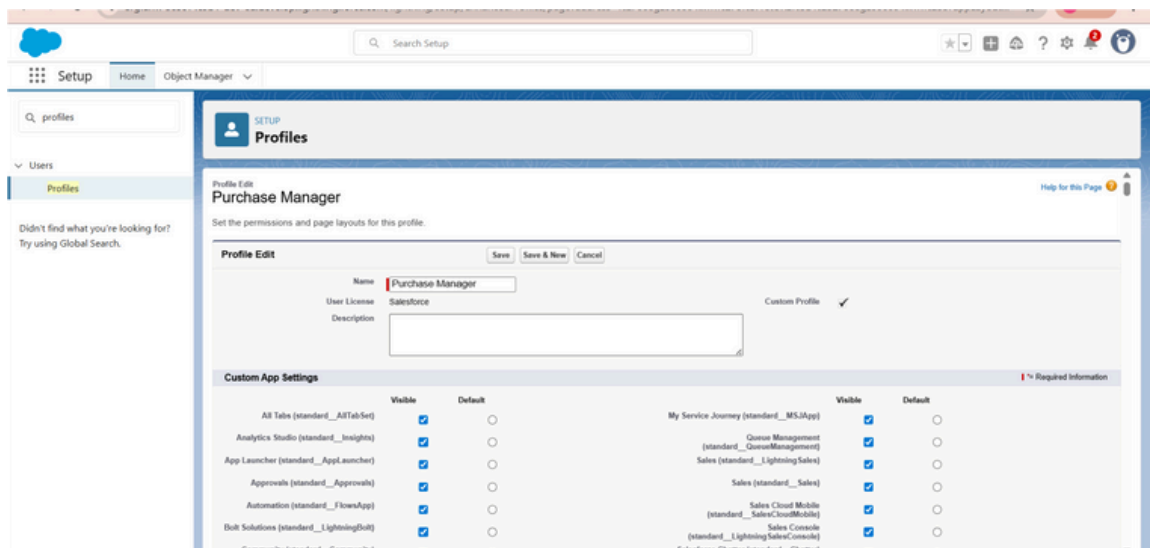 Search Setup
2
Setup
Home
Object Manager
profiles
Users
Profiles
Didn't find what you're looking for?
Try using Global Search.
SETUP
Profiles
Profile Edit
Purchase Manager
Help for this Page
Set the permissions and page layouts for this profile.
Profile Edit
Save
Save & New
Cancel
Name
Purchase Manager
User License
Salesforce
Custom Profile
Description
Custom App Settings
= Required Information
Visible
Default
Visible
Default
All Tabs (standard__AllTabSet)
My Service Journey (standard__MSJApp)
Analytics Studio (standard__Insights)
Queue Management
(standard__QueueManagement)
App Launcher (standard__AppLauncher)
Sales (standard__LightningSales)
Approvals (standard__Approvals)
Sales (standard__Sales)
Automation (standard__FlowsApp)
Sales Cloud Mobile
(standard__SalesCloudMobile)
Bolt Solutions (standard__LightningBolt)
Sales Console
(standard__LightningSalesConsole)